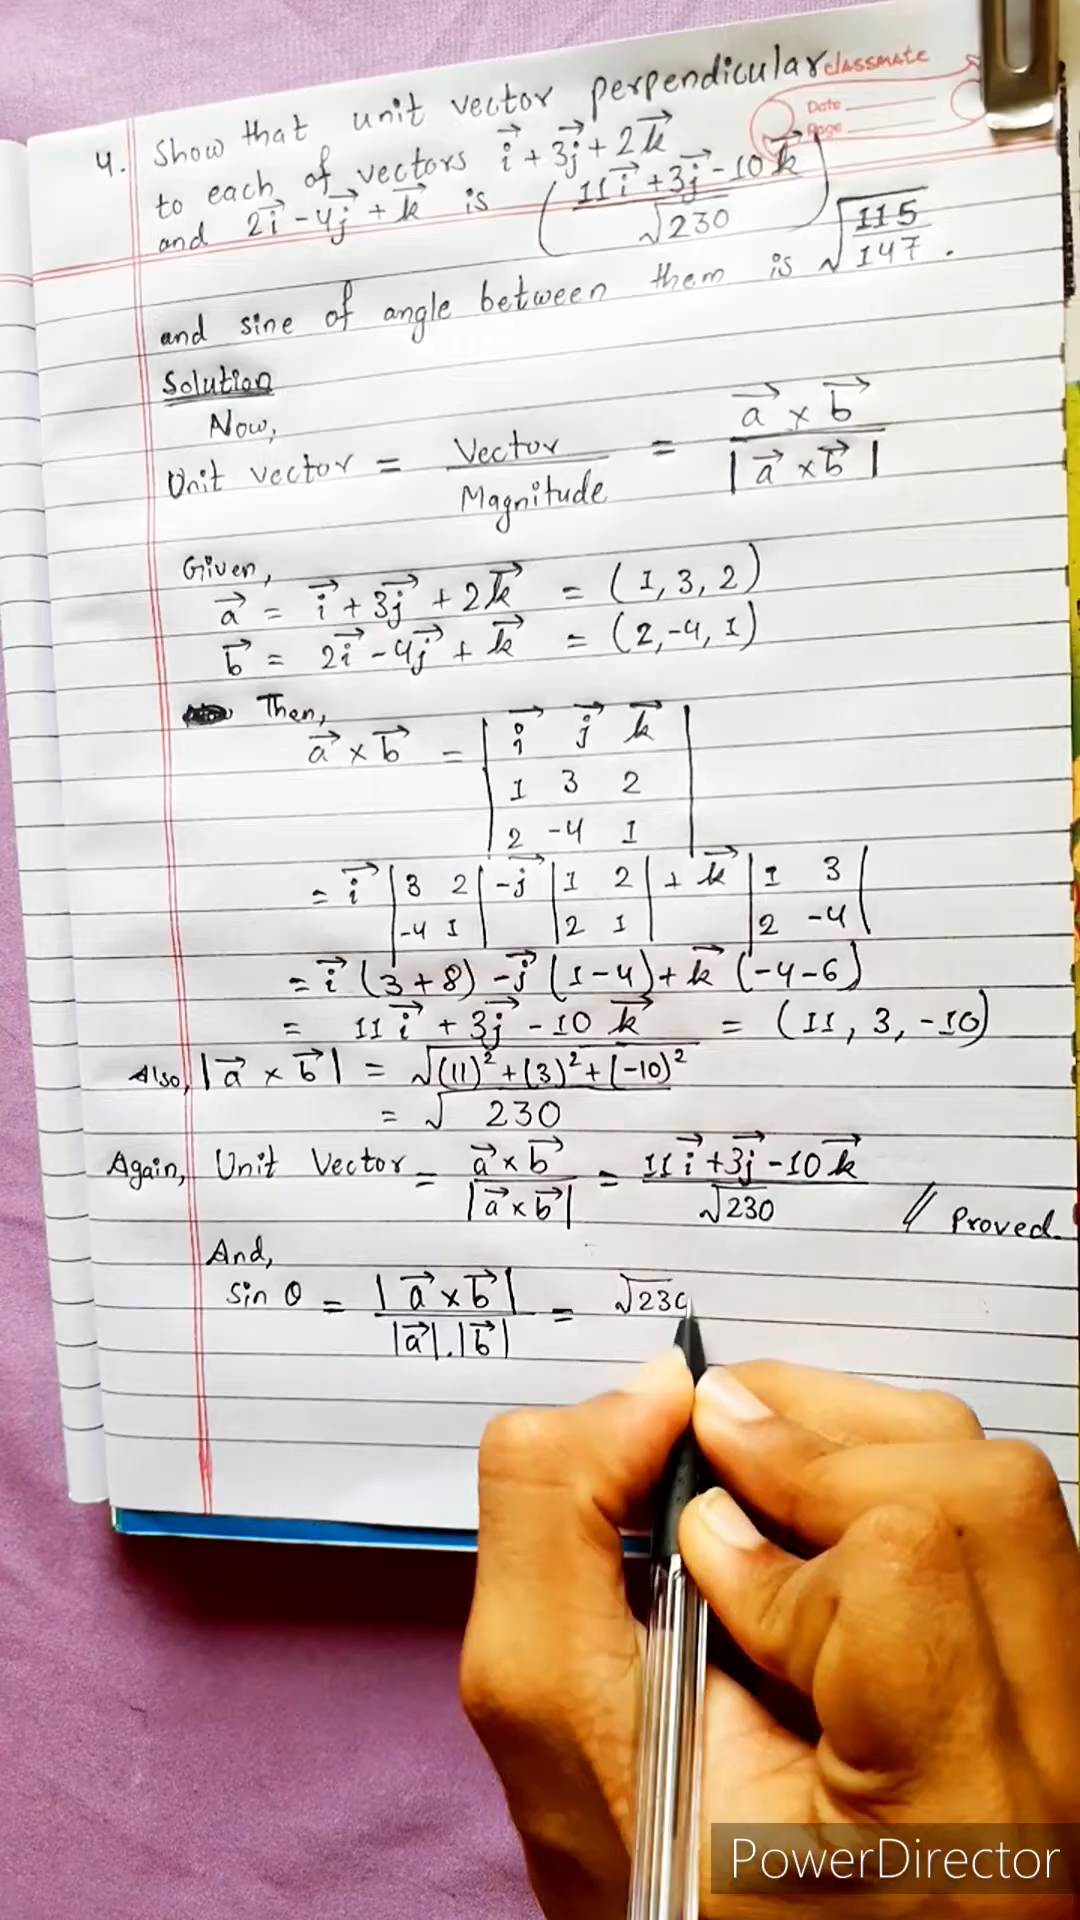 classmate
Date
Page
4. Show that unit vector perpendicular
to each of vectors i⃗ + 3j⃗ + 2k⃗
and 2i⃗ - 4j⃗ + k⃗ is (11i⃗ + 3j⃗ - 10k⃗ / √230)
and sine of angle between them is √(115/147).
Solution
Now,
Unit vector = Vector / Magnitude = a⃗ × b⃗ / |a⃗ × b⃗|
Given,
a⃗ = i⃗ + 3j⃗ + 2k⃗ = (1, 3, 2)
b⃗ = 2i⃗ - 4j⃗ + k⃗ = (2, -4, 1)
Then,
a⃗ × b⃗ = | i⃗ j⃗ k⃗ |
1 3 2
2 -4 1
= i⃗ | 3 2 | - j⃗ | 1 2 | + k⃗ | 1 3 |
-4 1 2 1 2 -4
= i⃗ (3+8) - j⃗ (1-4) + k⃗ (-4-6)
= 11i⃗ + 3j⃗ - 10k⃗ = (11, 3, -10)
Also, |a⃗ × b⃗| = √(11)² + (3)² + (-10)²
= √230
Again, Unit Vector = a⃗ × b⃗ / |a⃗ × b⃗| = 11i⃗ + 3j⃗ - 10k⃗ / √230 // Proved.
And,
Sin θ = |a⃗ × b⃗| / |a⃗|.|b⃗| = √230
PowerDirector